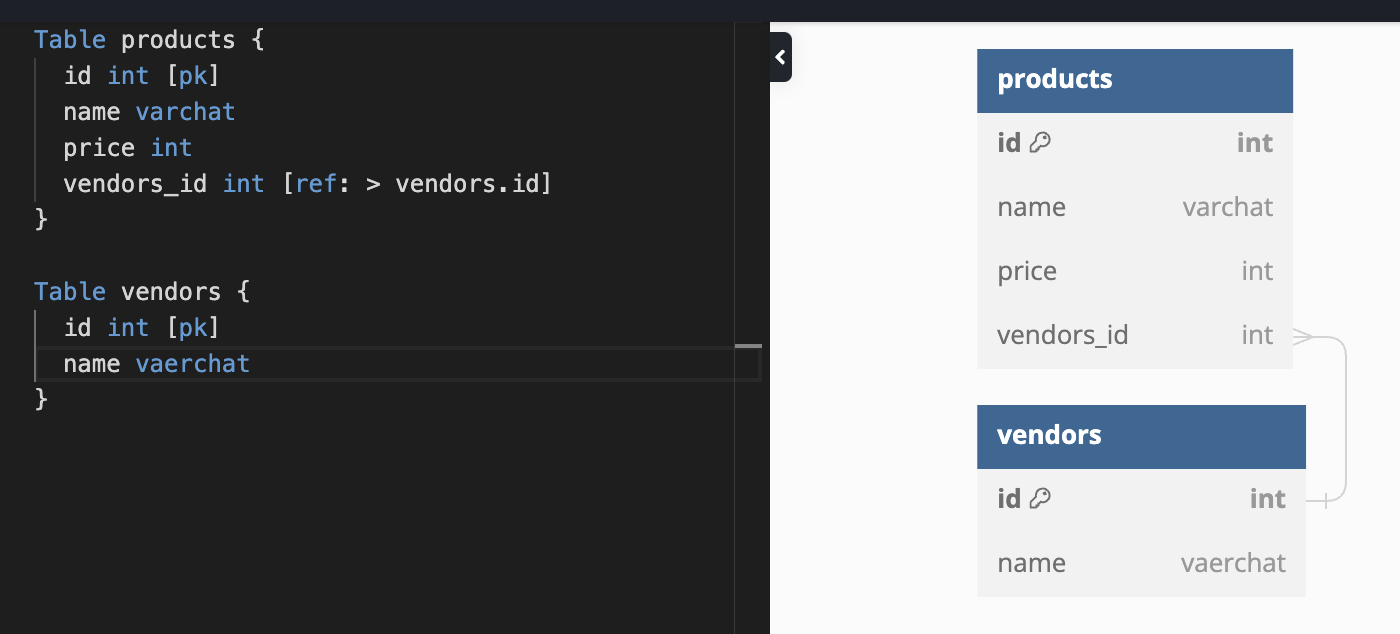 Table products {
id int [pk]
name varchat
price int
vendors_id int [ref: > vendors.id]
}
Table vendors {
id int [pk]
name vaerchat
}
products
id int
name varchat
price int
vendors_id int
vendors
id int
name vaerchat